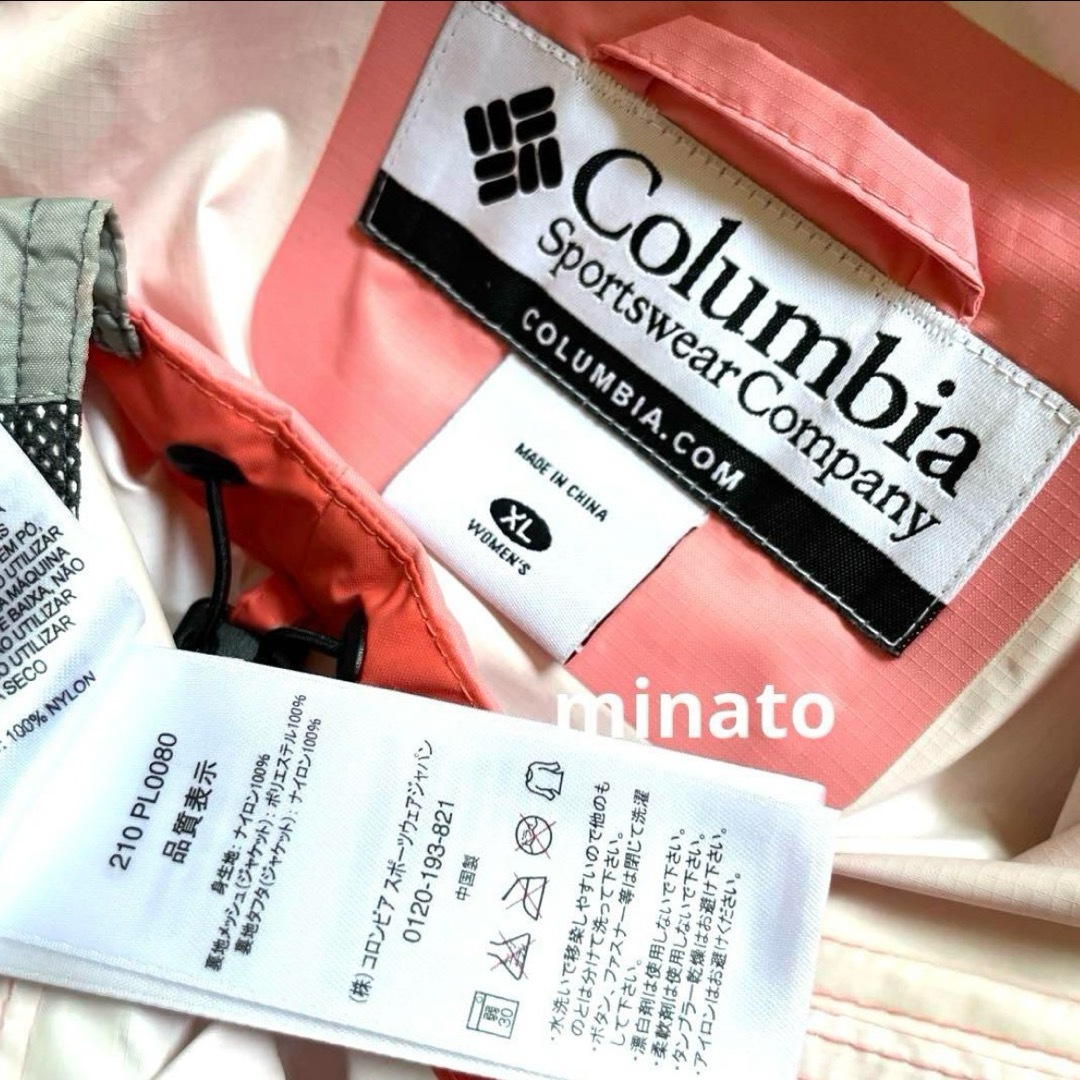 Columbia
Sportswear Company
COLUMBIA.COM
MADE IN CHINA
XL
WOMEN'S
minato
EM PÓ,
UTILIZAR
MÁQUINA
E BAIXA, NÃO
O UTILIZAR
O UTILIZAR
A SECO
: 100% NYLON
210 PL0080
品質表示
身生地: ナイロン100%
裏地メッシュ(ジャケット): ポリエステル100%
裏地タフタ(ジャケット): ナイロン100%
(株) コロンビア スポーツウェアジャパン
0120-193-821
中国製
弱
30
・水洗いで移染しやすいので他のも
のとは分けて洗って下さい。
・ボタン、ファスナー等は閉じて洗濯
して下さい。
・漂白剤は使用しないで下さい。
・柔軟剤は使用しないで下さい。
・タンブラー乾燥はお避け下さい。
・アイロンはお避けください。